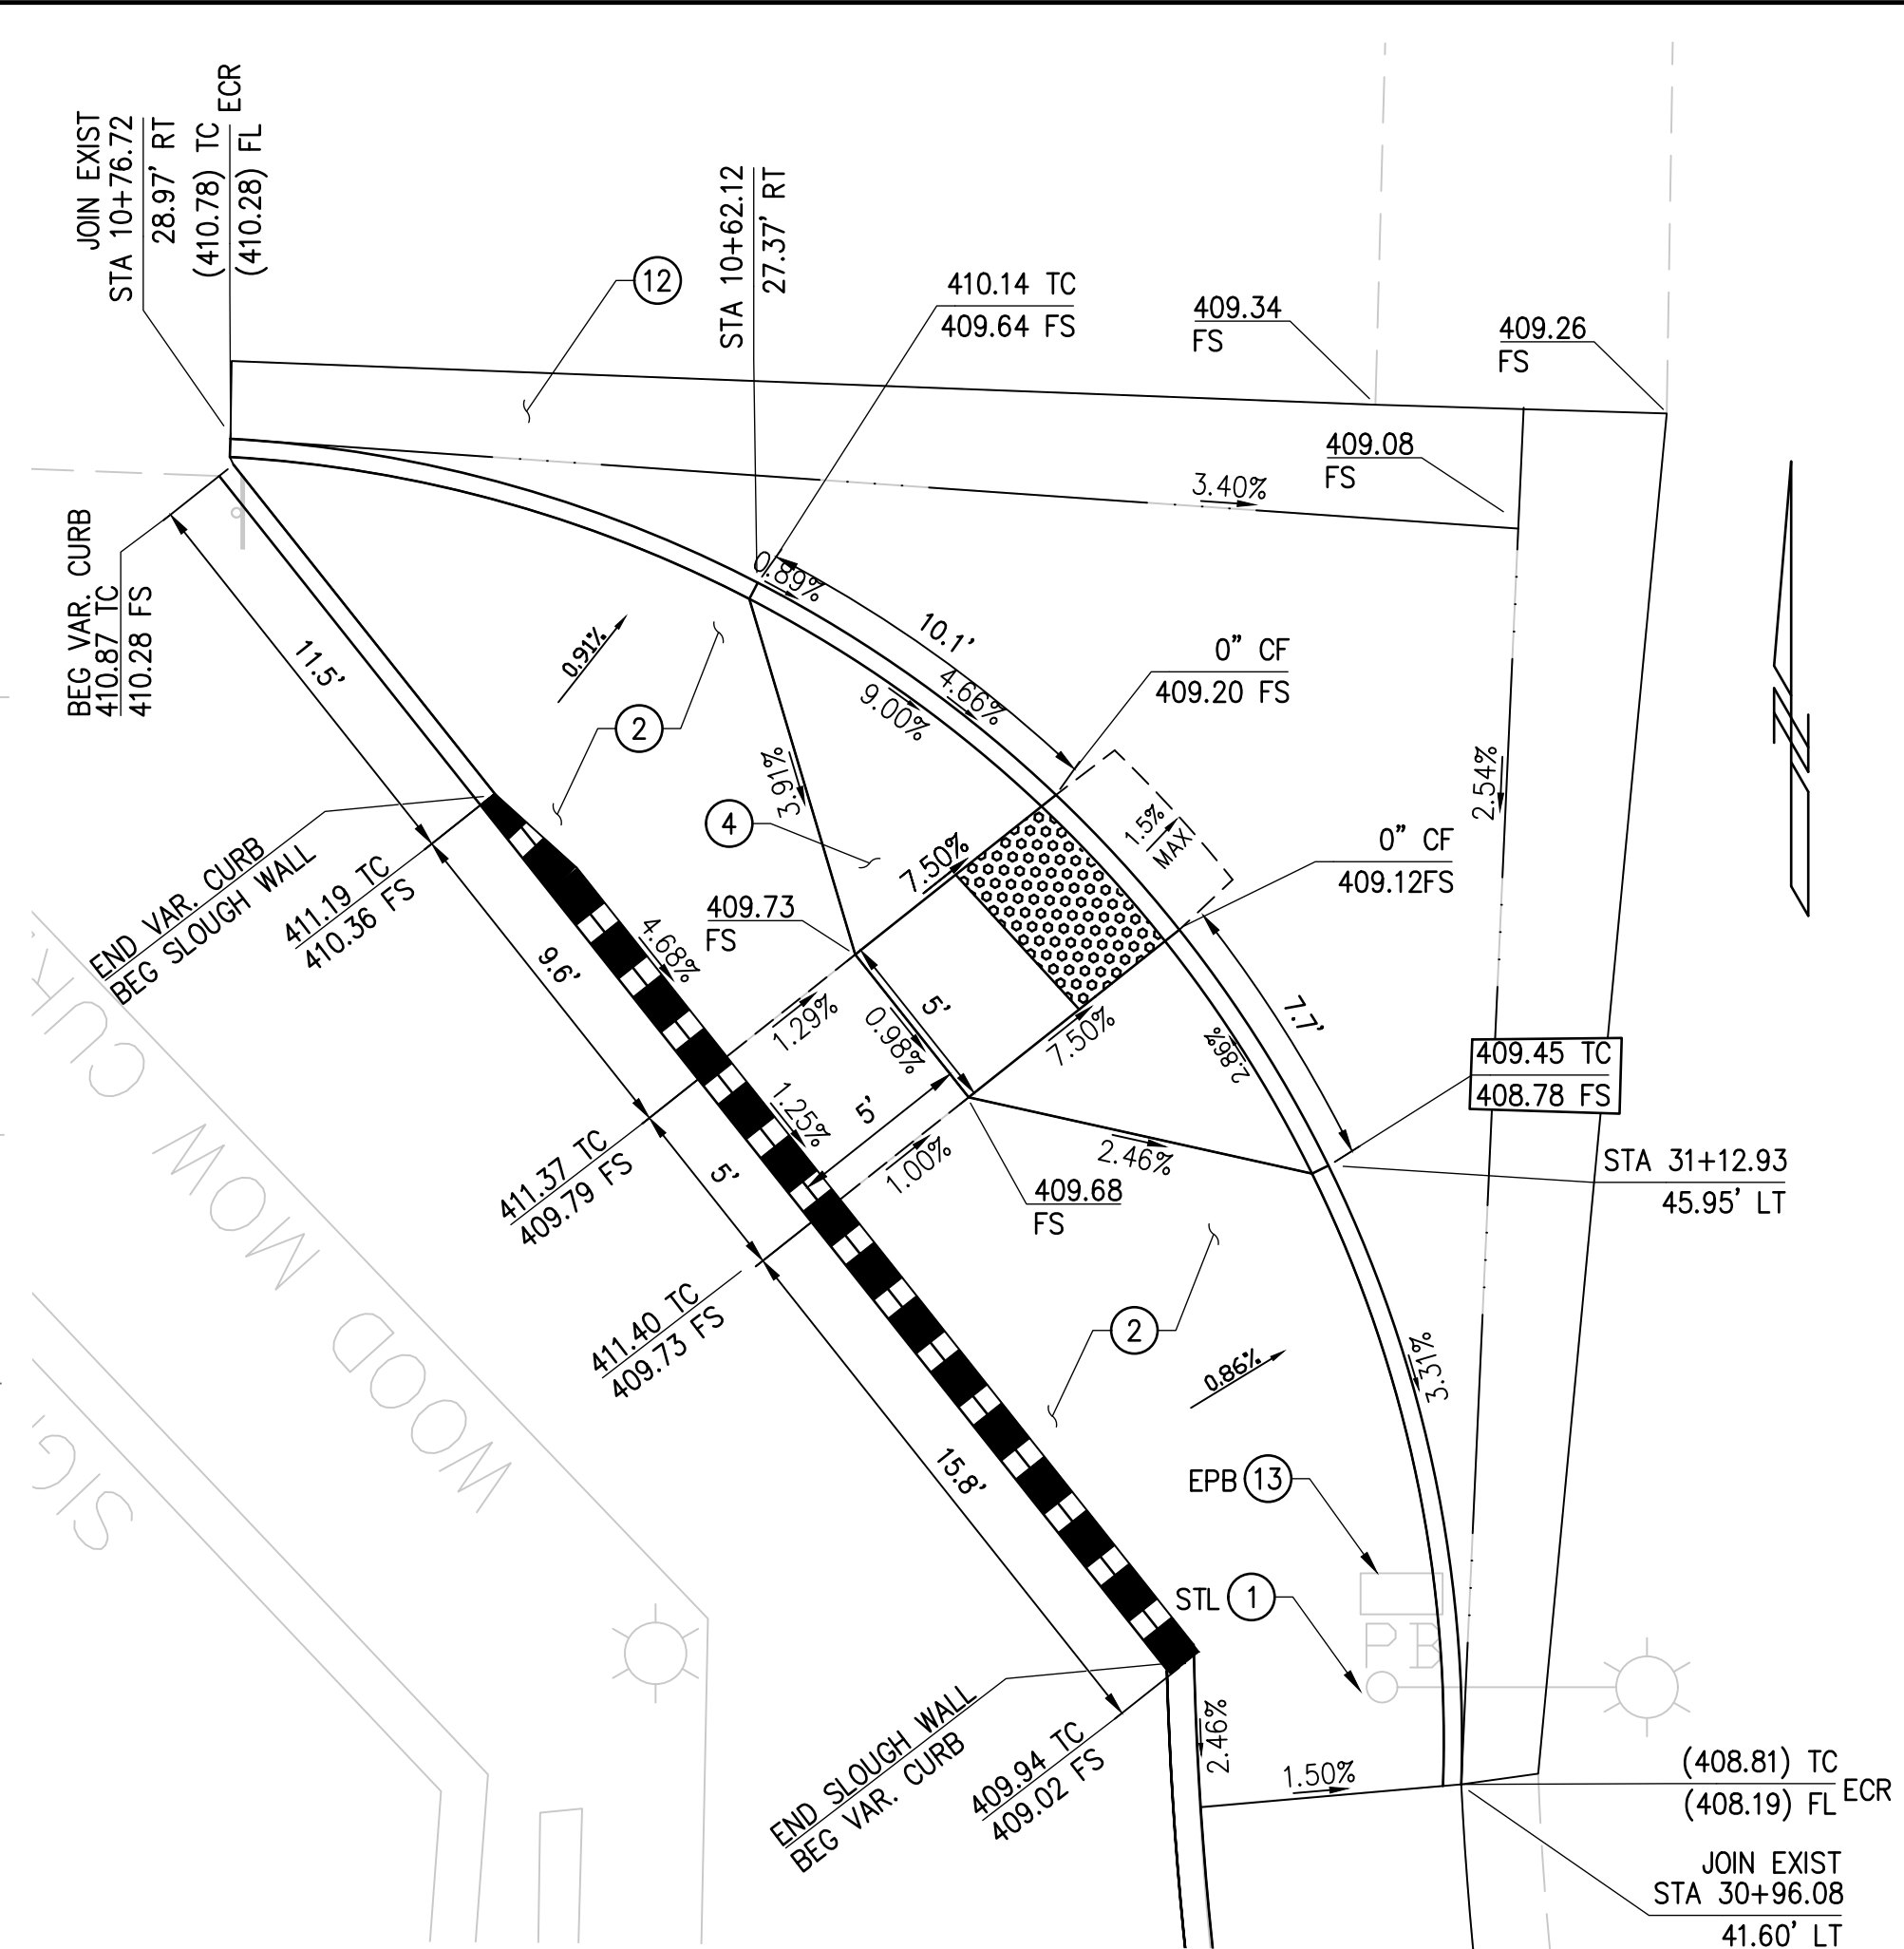 JOIN EXIST
STA 10+76.72
28.97' RT
(410.78) TC
(410.28) FL
ECR
STA 10+62.12
27.37' RT
12
410.14 TC
409.64 FS
409.34
FS
409.26
FS
409.08
FS
3.40%
BEG VAR. CURB
410.87 TC
410.28 FS
11.5'
0.91%
0.89%
10.1'
4.66%
9.00%
0" CF
409.20 FS
2
3.91%
4
7.50%
1.5%
MAX
2.54%
0" CF
409.12FS
END VAR. CURB
BEG SLOUGH WALL
411.19 TC
410.36 FS
9.6'
4.68%
409.73
FS
1.29%
5'
0.98%
7.50%
7.7'
2.86%
409.45 TC
408.78 FS
1.25%
5'
1.00%
2.46%
STA 31+12.93
45.95' LT
409.68
FS
411.37 TC
409.79 FS
5'
411.40 TC
409.73 FS
2
0.86%
3.31%
15.8'
EPB 13
STL 1
PB
WOOD MOW CUR
SIG
END SLOUGH WALL
BEG VAR. CURB
409.94 TC
409.02 FS
2.46%
1.50%
(408.81) TC
(408.19) FL
ECR
JOIN EXIST
STA 30+96.08
41.60' LT